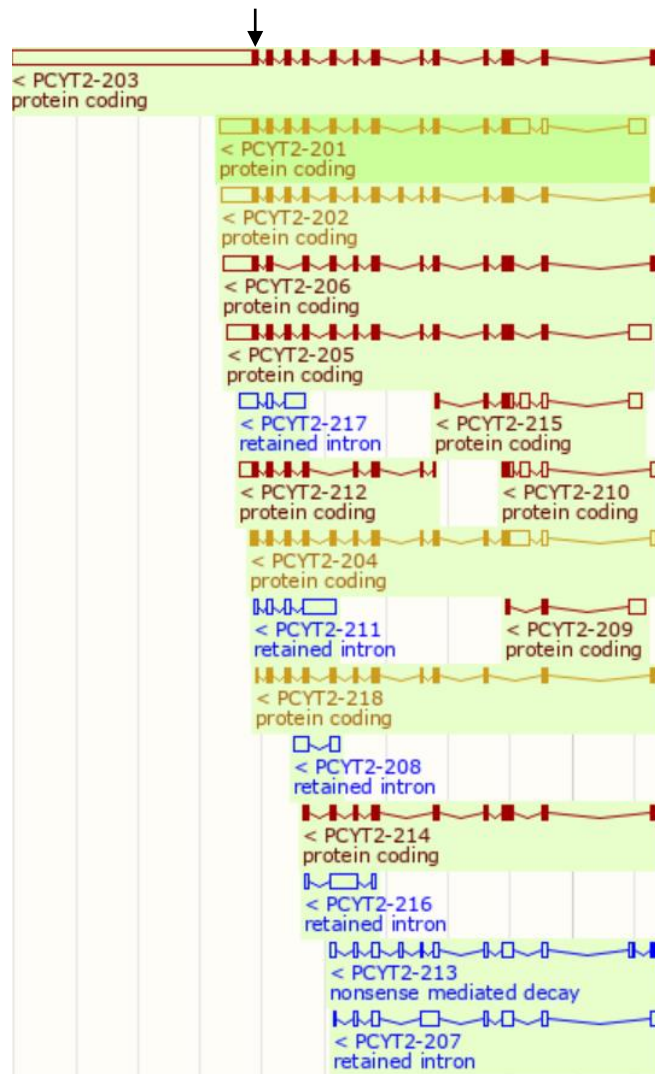 < PCYT2-203
protein coding
< PCYT2-201
protein coding
< PCYT2-202
protein coding
< PCYT2-206
protein coding
< PCYT2-205
protein coding
< PCYT2-217
retained intron
< PCYT2-215
protein coding
< PCYT2-212
protein coding
< PCYT2-210
protein coding
< PCYT2-204
protein coding
< PCYT2-211
retained intron
< PCYT2-209
protein coding
< PCYT2-218
protein coding
< PCYT2-208
retained intron
< PCYT2-214
protein coding
< PCYT2-216
retained intron
< PCYT2-213
nonsense mediated decay
< PCYT2-207
retained intron